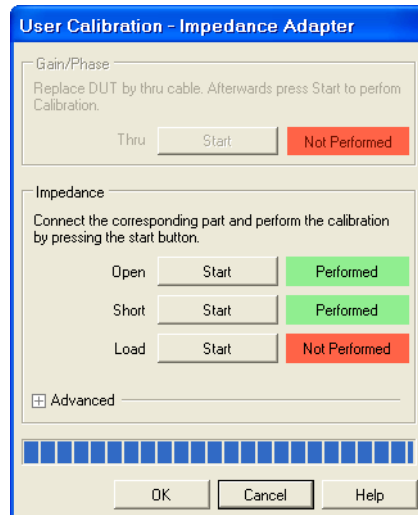 User Calibration - Impedance Adapter
Gain/Phase
Replace DUT by thru cable. Afterwards press Start to perfom
Calibration.
Thru Start Not Performed
Impedance
Connect the corresponding part and perform the calibration
by pressing the start button.
Open Start Performed
Short Start Performed
Load Start Not Performed
Advanced
OK Cancel Help